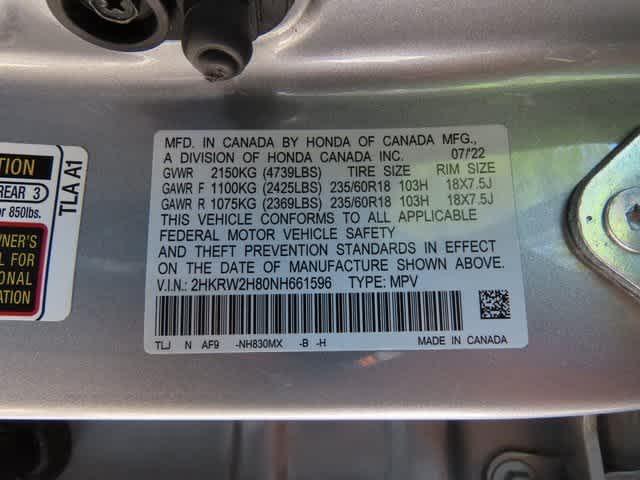 MFD. IN CANADA BY HONDA OF CANADA MFG.,
A DIVISION OF HONDA CANADA INC. 07/'22
GVWR 2150KG (4739LBS) TIRE SIZE RIM SIZE
GAWR F 1100KG (2425LBS) 235/60R18 103H 18X7.5J
GAWR R 1075KG (2369LBS) 235/60R18 103H 18X7.5J
THIS VEHICLE CONFORMS TO ALL APPLICABLE
FEDERAL MOTOR VEHICLE SAFETY
AND THEFT PREVENTION STANDARDS IN EFFECT
ON THE DATE OF MANUFACTURE SHOWN ABOVE.
V.I.N.: 2HKRW2H80NH661596 TYPE: MPV
TLJ N AF9 -NH830MX -B -H MADE IN CANADA
TION
REAR 3
or 850lbs.
WNER'S
L FOR
IONAL
TION
TLA A1